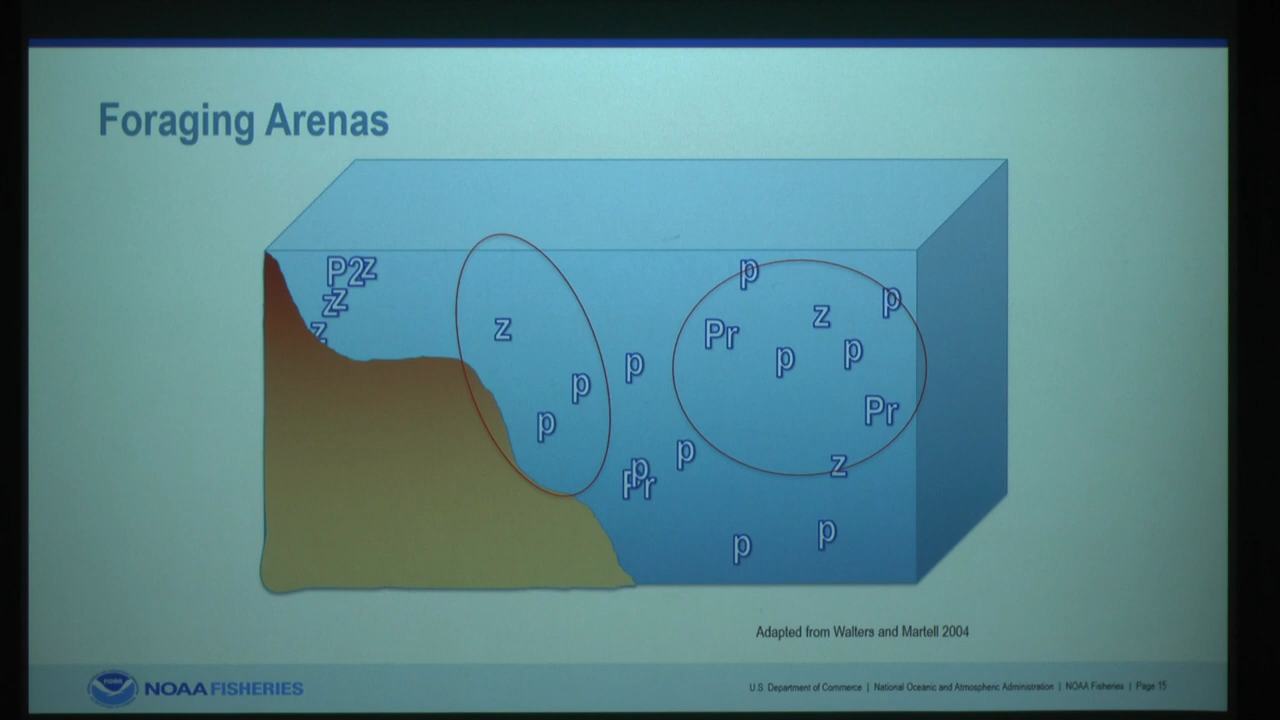 Foraging Arenas
P2 z
z z
z
z
p
p
p
p
Pr
p
p
Pr
z
p
p
p
Pr
z
p
p
Adapted from Walters and Martell 2004
NOAA FISHERIES
U.S. Department of Commerce | National Oceanic and Atmospheric Administration | NOAA Fisheries | Page 15